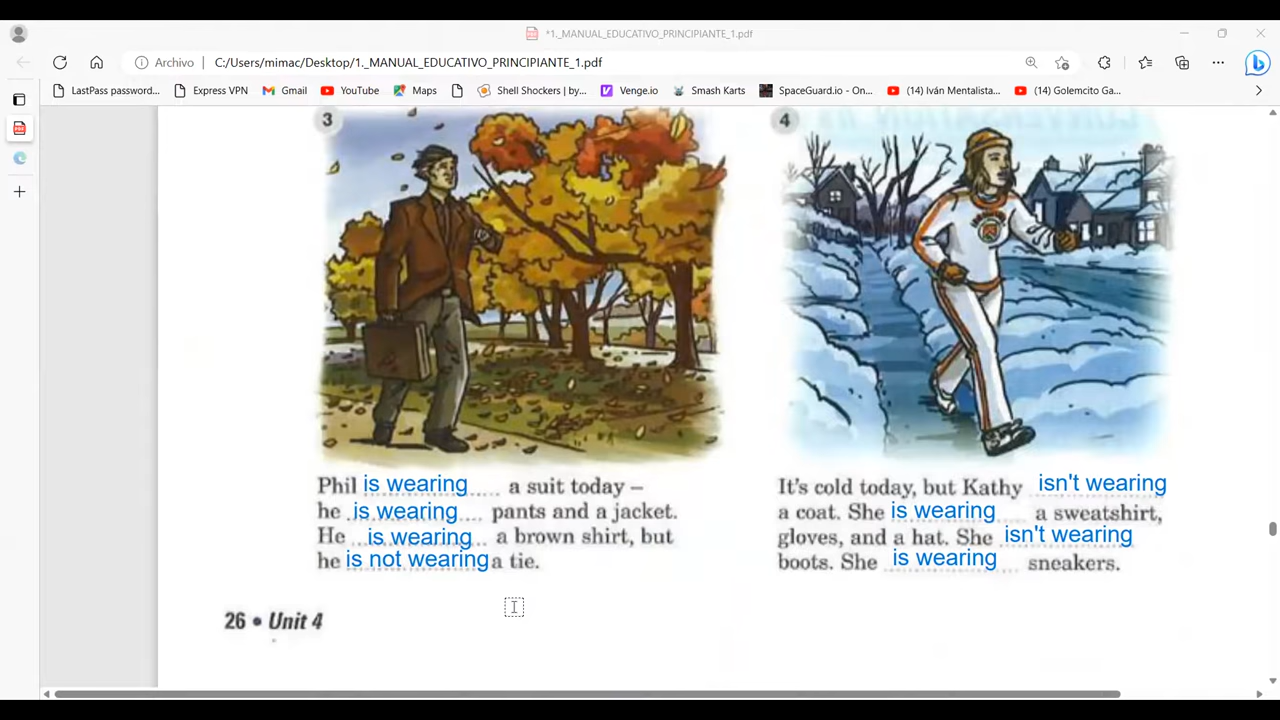 *1._MANUAL_EDUCATIVO_PRINCIPIANTE_1.pdf
Archivo C:/Users/mimac/Desktop/1._MANUAL_EDUCATIVO_PRINCIPIANTE_1.pdf
LastPass password... Express VPN Gmail YouTube Maps Shell Shockers | by... Venge.io Smash Karts SpaceGuard.io - On... (14) Iván Mentalista... (14) Golemcito Ga...
3
Phil is wearing a suit today –
he is wearing pants and a jacket.
He is wearing a brown shirt, but
he is not wearing a tie.
4
It's cold today, but Kathy isn't wearing
a coat. She is wearing a sweatshirt,
gloves, and a hat. She isn't wearing
boots. She is wearing sneakers.
26 • Unit 4